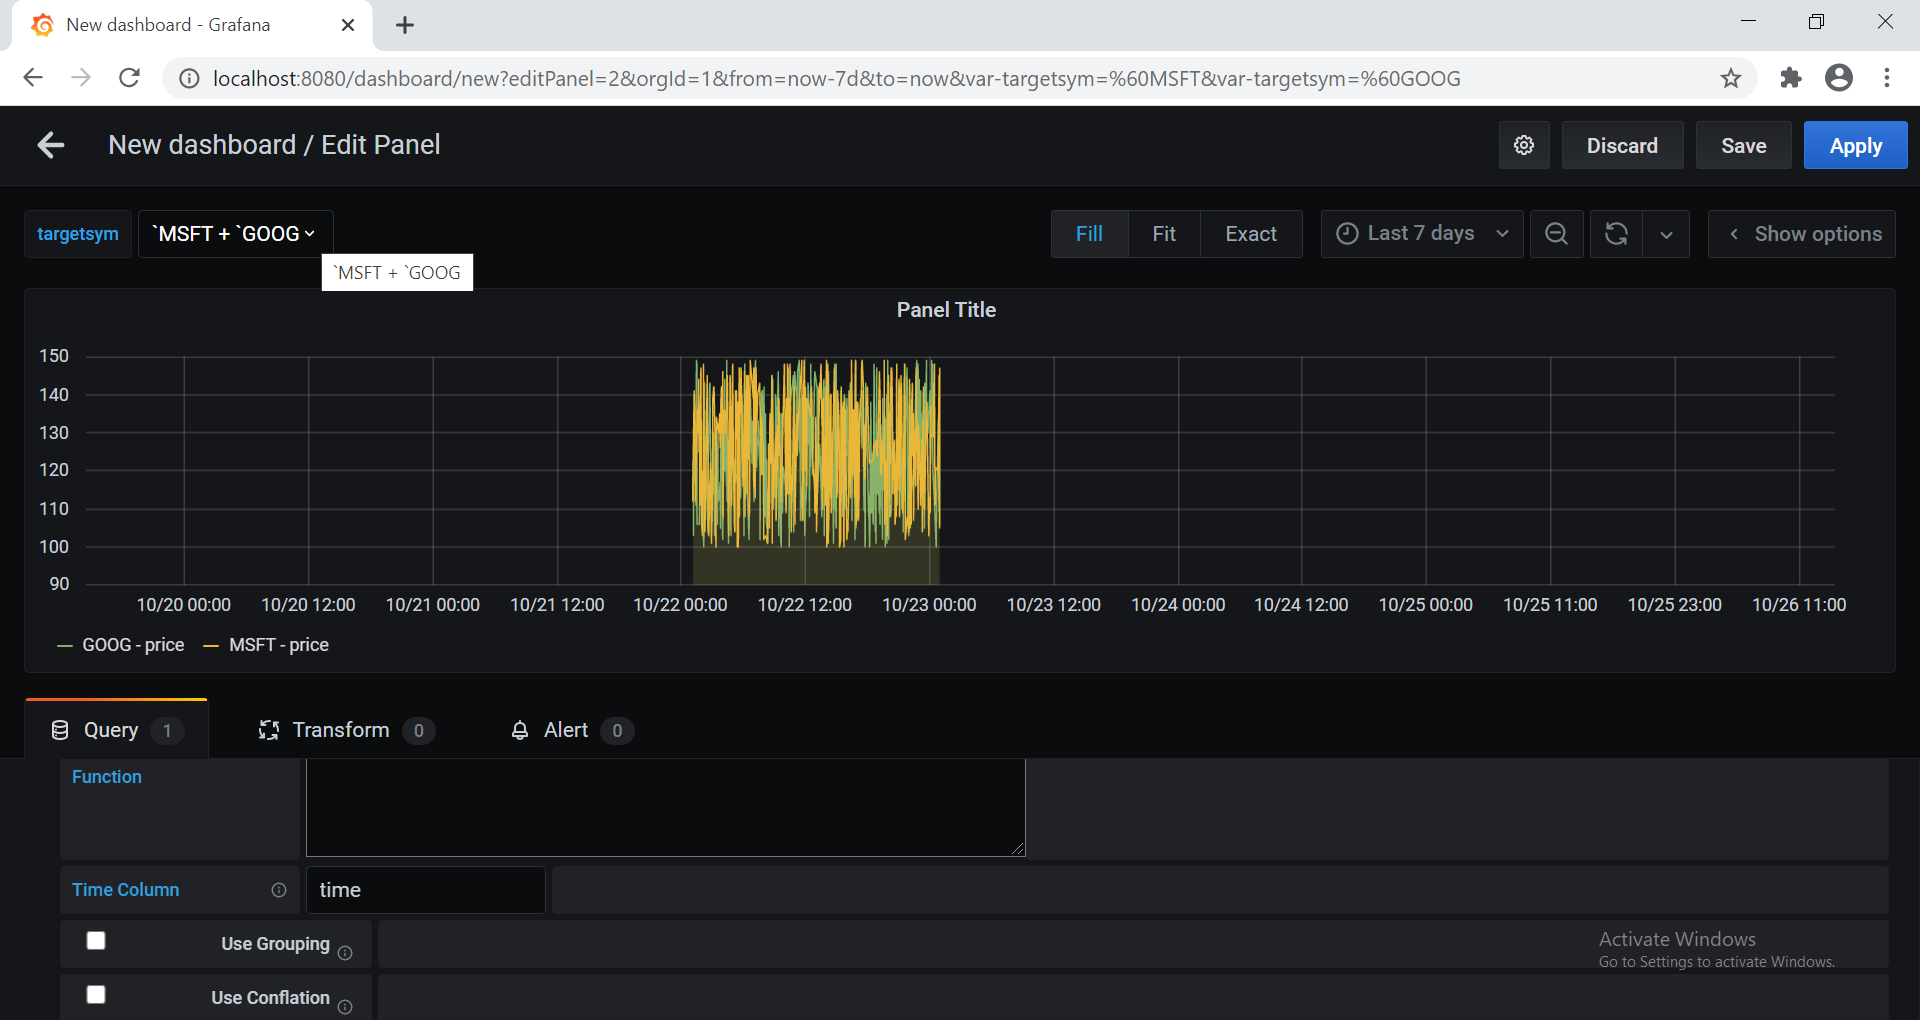 New dashboard - Grafana
localhost:8080/dashboard/new?editPanel=2&orgId=1&from=now-7d&to=now&var-targetsym=%60MSFT&var-targetsym=%60GOOG
New dashboard / Edit Panel
Discard
Save
Apply
targetsym
`MSFT + `GOOG
Fill
Fit
Exact
Last 7 days
Show options
`MSFT + `GOOG
Panel Title
150
140
130
120
110
100
90
10/20 00:00
10/20 12:00
10/21 00:00
10/21 12:00
10/22 00:00
10/22 12:00
10/23 00:00
10/23 12:00
10/24 00:00
10/24 12:00
10/25 00:00
10/25 11:00
10/25 23:00
10/26 11:00
GOOG - price
MSFT - price
Query 1
Transform 0
Alert 0
Function
Time Column
time
Use Grouping
Use Conflation
Activate Windows
Go to Settings to activate Windows.